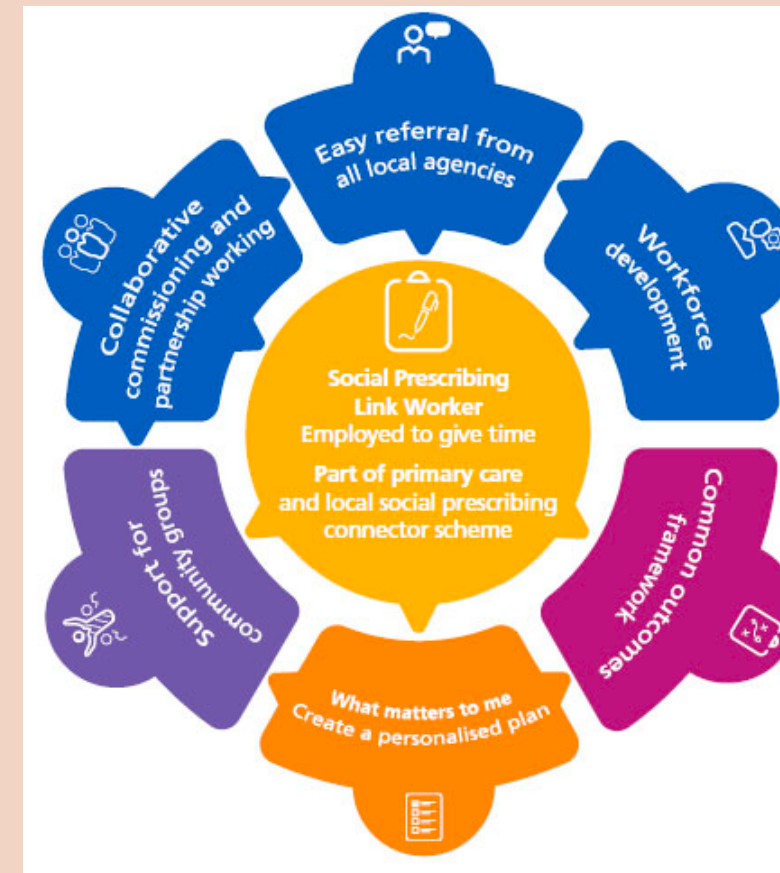 Easy referral from
all local agencies
Workforce
development
Common outcomes
framework
What matters to me
Create a personalised plan
Support for
community groups
Collaborative
commissioning and
partnership working
Social Prescribing
Link Worker
Employed to give time
Part of primary care
and local social prescribing
connector scheme